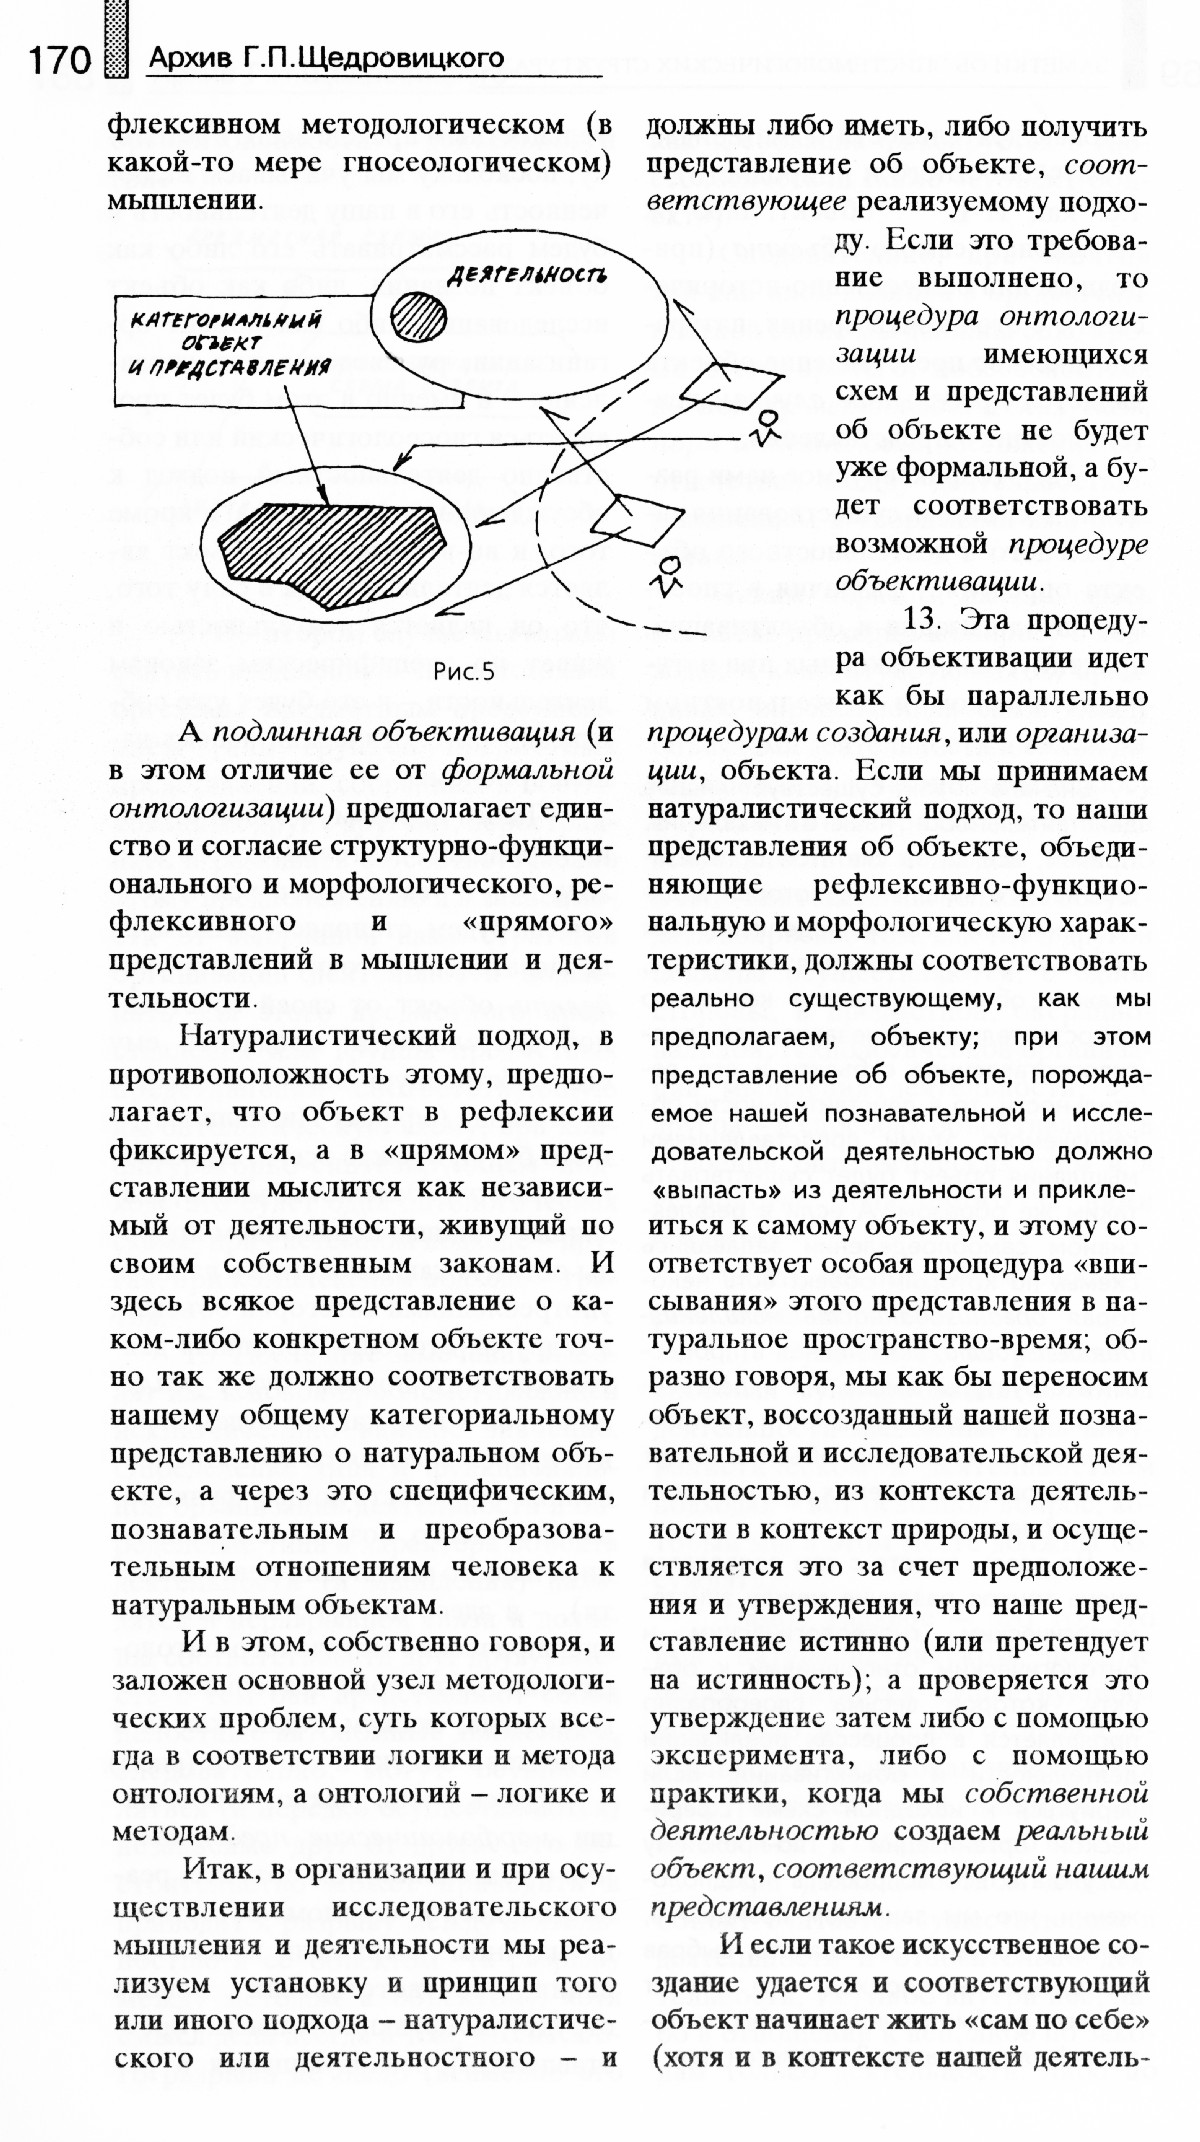 170
Архив Г.П.Щедровицкого
флексивном методологическом (в
какой-то мере гносеологическом)
мышлении.
ДЕЯТЕЛЬНОСТЬ
КАТЕГОРИАЛЬНЫЙ
ОБЪЕКТ
И ПРЕДСТАВЛЕНИЯ
Рис.5
А подлинная объективация (и
в этом отличие ее от формальной
онтологизации) предполагает един-
ство и согласие структурно-функци-
онального и морфологического, ре-
флексивного и «прямого»
представлений в мышлении и дея-
тельности.
Натуралистический подход, в
противоположность этому, предпо-
лагает, что объект в рефлексии
фиксируется, а в «прямом» пред-
ставлении мыслится как независи-
мый от деятельности, живущий по
своим собственным законам. И
здесь всякое представление о ка-
ком-либо конкретном объекте точ-
но так же должно соответствовать
нашему общему категориальному
представлению о натуральном объ-
екте, а через это специфическим,
познавательным и преобразова-
тельным отношениям человека к
натуральным объектам.
И в этом, собственно говоря, и
заложен основной узел методологи-
ческих проблем, суть которых все-
гда в соответствии логики и метода
онтологиям, а онтологий – логике и
методам.
Итак, в организации и при осу-
ществлении исследовательского
мышления и деятельности мы реа-
лизуем установку и принцип того
или иного подхода – натуралистиче-
ского или деятельностного – и
должны либо иметь, либо получить
представление об объекте, соот-
ветствующее реализуемому подхо-
ду. Если это требова-
ние выполнено, то
процедура онтологи-
зации имеющихся
схем и представлений
об объекте не будет
уже формальной, а бу-
дет соответствовать
возможной процедуре
объективации.
13. Эта процеду-
ра объективации идет
как бы параллельно
процедурам создания, или организа-
ции, объекта. Если мы принимаем
натуралистический подход, то наши
представления об объекте, объеди-
няющие рефлексивно-функцио-
нальную и морфологическую харак-
теристики, должны соответствовать
реально существующему, как мы
предполагаем, объекту; при этом
представление об объекте, порожда-
емое нашей познавательной и иссле-
довательской деятельностью должно
«выпасть» из деятельности и прикле-
иться к самому объекту, и этому со-
ответствует особая процедура «впи-
сывания» этого представления в на-
туральное пространство-время; об-
разно говоря, мы как бы переносим
объект, воссозданный нашей позна-
вательной и исследовательской дея-
тельностью, из контекста деятель-
ности в контекст природы, и осуще-
ствляется это за счет предположе-
ния и утверждения, что наше пред-
ставление истинно (или претендует
на истинность); а проверяется это
утверждение затем либо с помощью
эксперимента, либо с помощью
практики, когда мы собственной
деятельностью создаем реальный
объект, соответствующий нашим
представлениям.
И если такое искусственное со-
здание удается и соответствующий
объект начинает жить «сам по себе»
(хотя и в контексте нашей деятель-